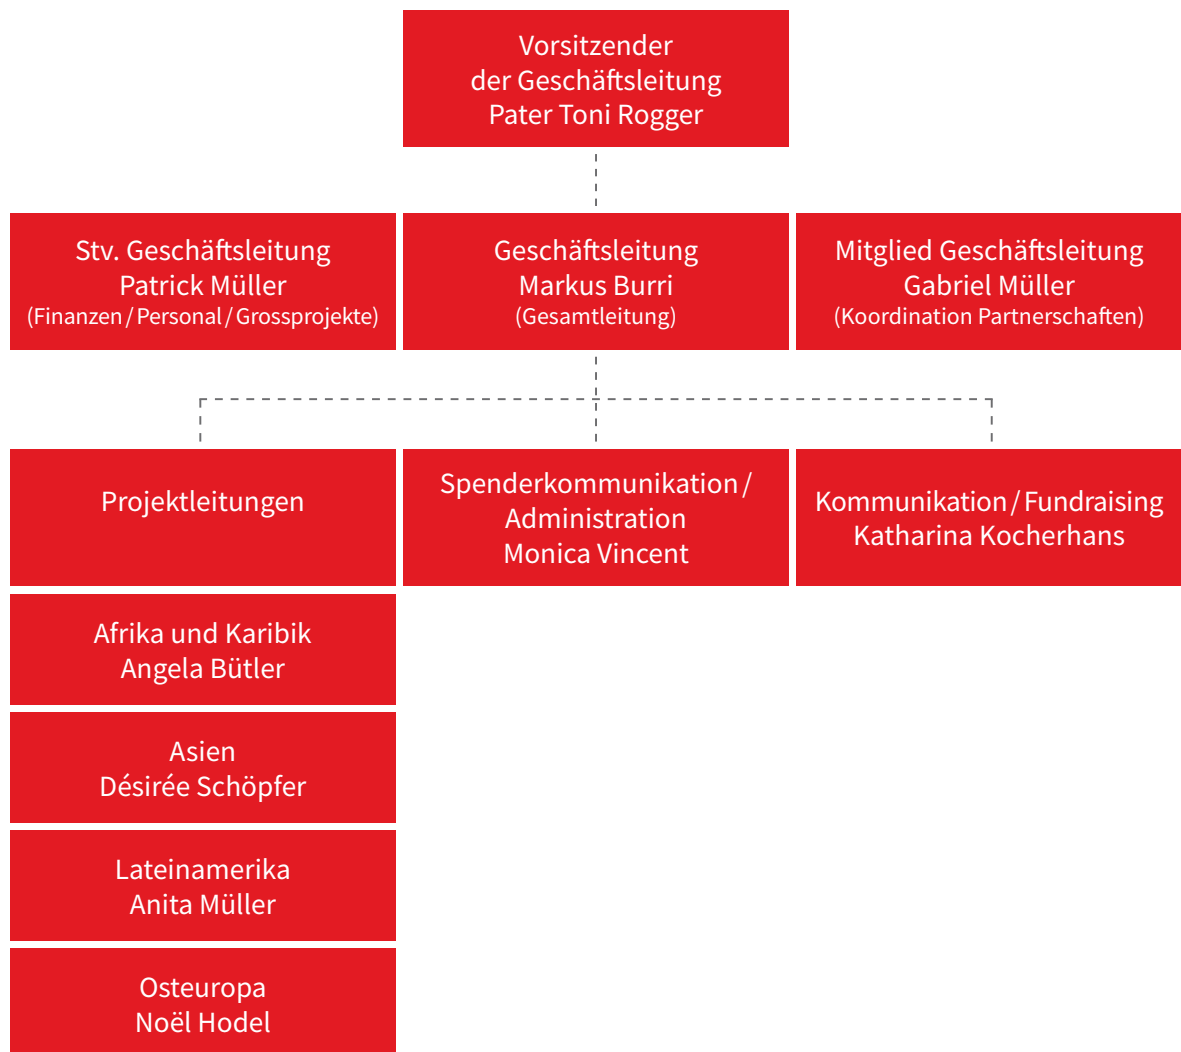 Vorsitzender
der Geschäftsleitung
Pater Toni Rogger
Stv. Geschäftsleitung
Patrick Müller
(Finanzen / Personal / Grossprojekte)
Geschäftsleitung
Markus Burri
(Gesamtleitung)
Mitglied Geschäftsleitung
Gabriel Müller
(Koordination Partnerschaften)
Projektleitungen
Spenderkommunikation /
Administration
Monica Vincent
Kommunikation / Fundraising
Katharina Kocherhans
Afrika und Karibik
Angela Bütler
Asien
Désirée Schöpfer
Lateinamerika
Anita Müller
Osteuropa
Noël Hodel